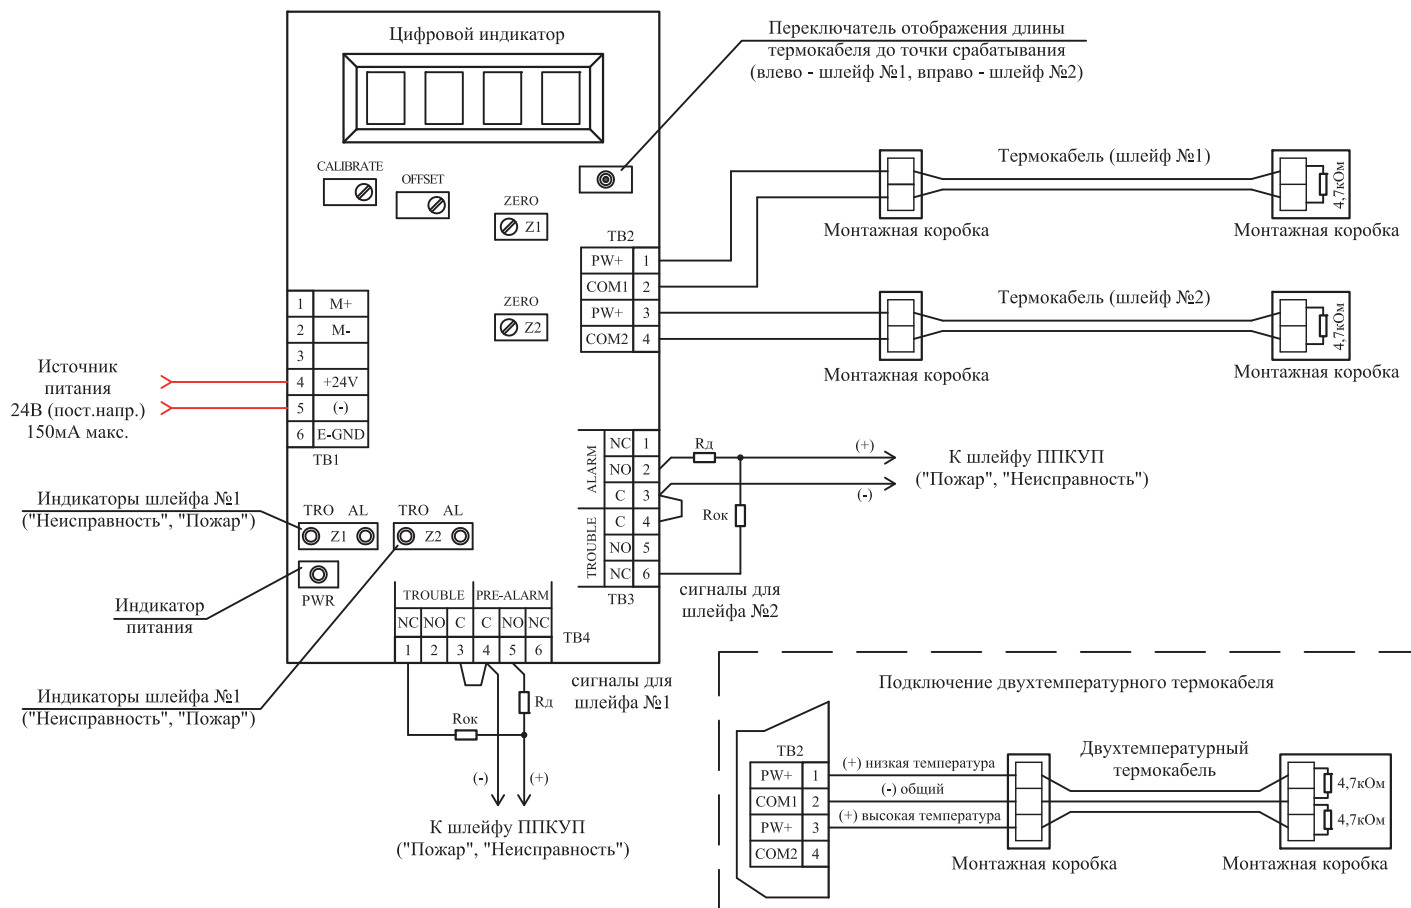 Цифровой индикатор
Переключатель отображения длины
термокабеля до точки срабатывания
(влево - шлейф №1, вправо - шлейф №2)
CALIBRATE
OFFSET
ZERO
Z1
ZERO
Z2
TB2
PW+ 1
COM1 2
PW+ 3
COM2 4
Термокабель (шлейф №1)
4,7кОм
Монтажная коробка
Монтажная коробка
Термокабель (шлейф №2)
4,7кОм
Монтажная коробка
Монтажная коробка
1 M+
2 M-
3
4 +24V
5 (-)
6 E-GND
TB1
Источник
питания
24В (пост.напр.)
150мА макс.
Индикаторы шлейфа №1
("Неисправность", "Пожар")
TRO AL
Z1
TRO AL
Z2
PWR
Индикатор
питания
Индикаторы шлейфа №1
("Неисправность", "Пожар")
ALARM
NC 1
NO 2
C 3
TROUBLE
C 4
NO 5
NC 6
TB3
Rд
Rок
(+)
(-)
К шлейфу ППКУП
("Пожар", "Неисправность")
сигналы для
шлейфа №2
TROUBLE PRE-ALARM
NC NO C C NO NC
1 2 3 4 5 6
TB4
сигналы для
шлейфа №1
Rд
Rок
(-) (+)
К шлейфу ППКУП
("Пожар", "Неисправность")
Подключение двухтемпературного термокабеля
TB2
PW+ 1
COM1 2
PW+ 3
COM2 4
(+) низкая температура
(-) общий
(+) высокая температура
Двухтемпературный
термокабель
4,7кОм
4,7кОм
Монтажная коробка
Монтажная коробка